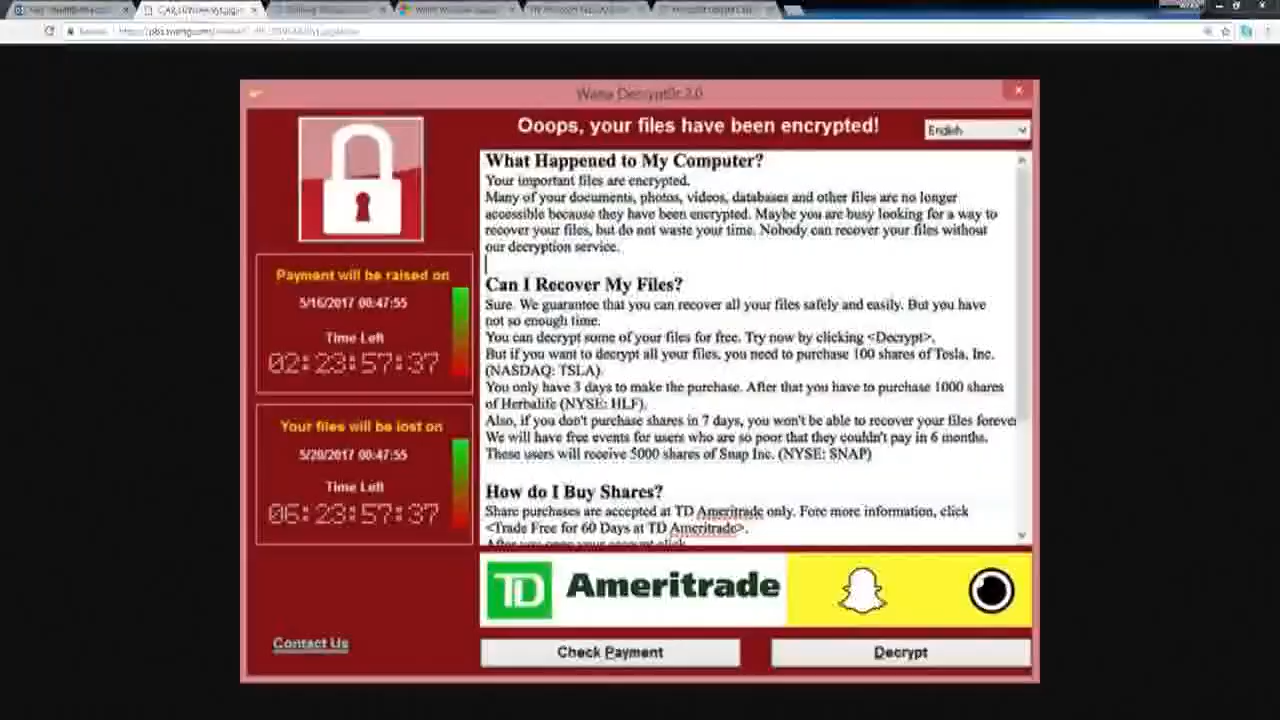 Wana Decrypt0r 2.0
Ooops, your files have been encrypted!
English
What Happened to My Computer?
Your important files are encrypted.
Many of your documents, photos, videos, databases and other files are no longer
accessible because they have been encrypted. Maybe you are busy looking for a way to
recover your files, but do not waste your time. Nobody can recover your files without
our decryption service.
Can I Recover My Files?
Sure. We guarantee that you can recover all your files safely and easily. But you have
not so enough time.
You can decrypt some of your files for free. Try now by clicking <Decrypt>.
But if you want to decrypt all your files, you need to purchase 100 shares of Tesla, Inc.
(NASDAQ: TSLA).
You only have 3 days to make the purchase. After that you have to purchase 1000 shares
of Herbalife (NYSE: HLF).
Also, if you don't purchase shares in 7 days, you won't be able to recover your files forever
We will have free events for users who are so poor that they couldn't pay in 6 months.
These users will receive 5000 shares of Snap Inc. (NYSE: SNAP)
How do I Buy Shares?
Share purchases are accepted at TD Ameritrade only. Fore more information, click
<Trade Free for 60 Days at TD Ameritrade>.
After you open your account click
Payment will be raised on
5/16/2017 00:47:55
Time Left
02:23:57:37
Your files will be lost on
5/20/2017 00:47:55
Time Left
06:23:57:37
Contact Us
TD Ameritrade
Check Payment
Decrypt